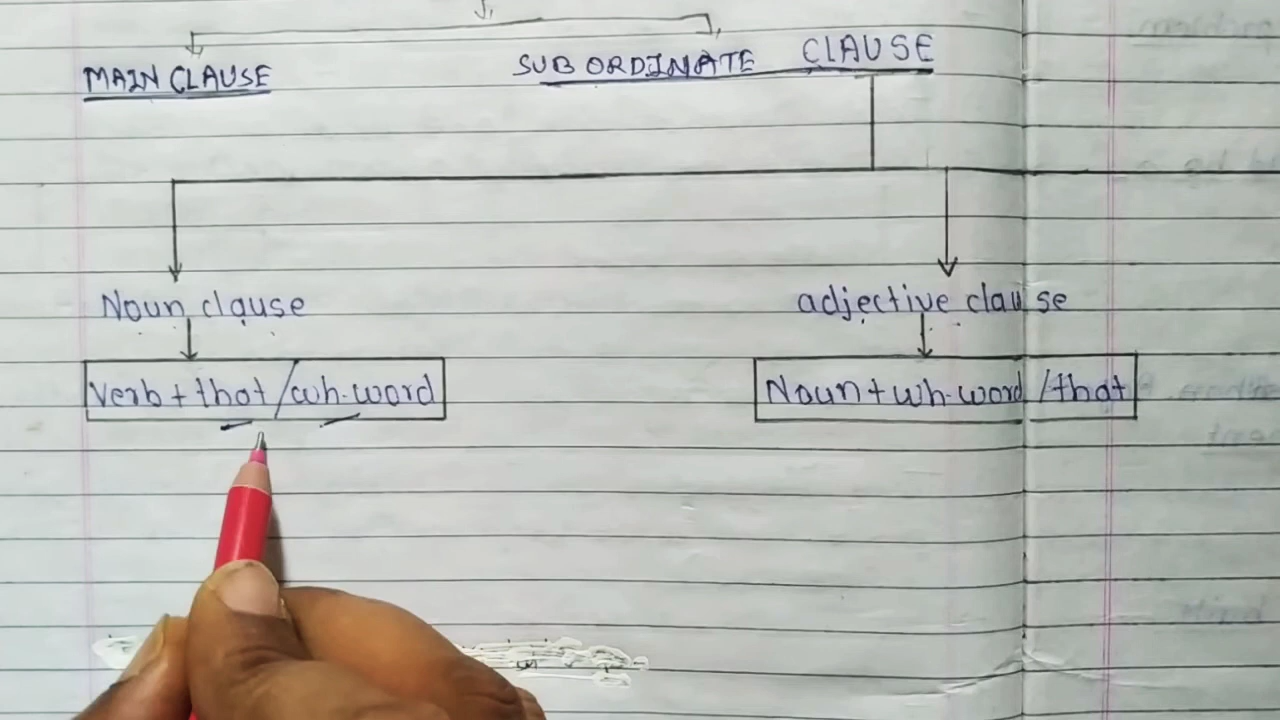 MAIN CLAUSE
SUBORDINATE CLAUSE
Noun clause
adjective clause
Verb + that / wh-word
Noun + wh-word / that